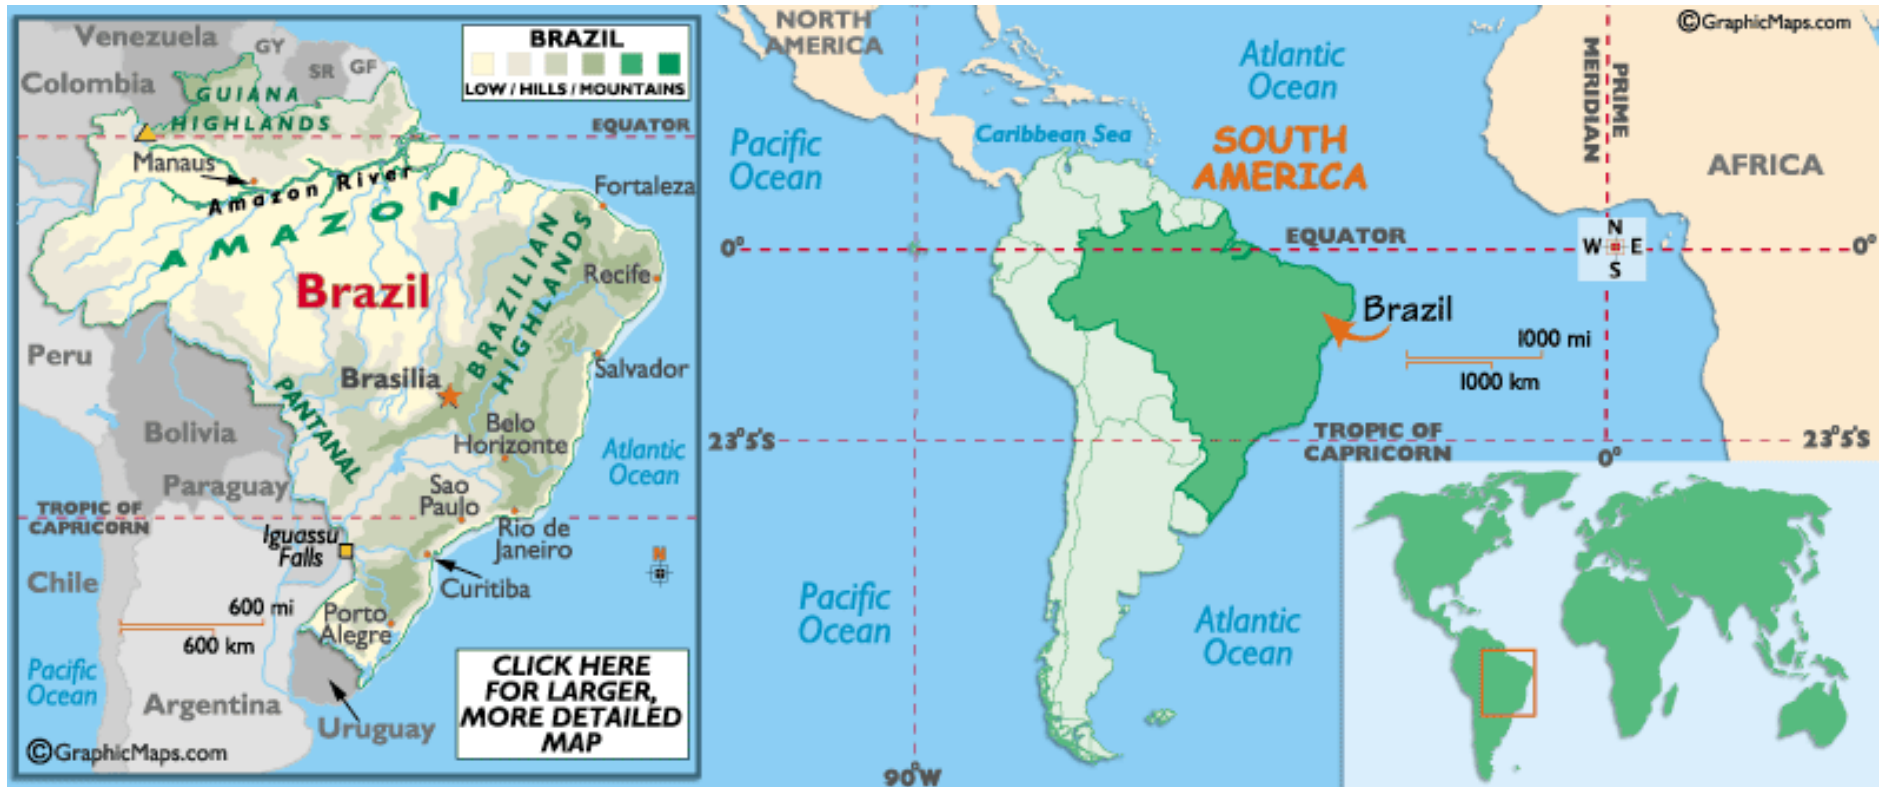 Venezuela
GY
SR
GF
Colombia
GUIANA
HIGHLANDS
BRAZIL
LOW / HILLS / MOUNTAINS
EQUATOR
Manaus
Amazon River
AMAZON
Fortaleza
BRAZILIAN
HIGHLANDS
Recife
Brazil
Peru
Brasilia
Salvador
PANTANAL
Bolivia
Belo
Horizonte
Atlantic
Ocean
Paraguay
Sao
Paulo
TROPIC OF
CAPRICORN
Iguassu
Falls
Rio de
Janeiro
N
Chile
Curitiba
600 mi
600 km
Porto
Alegre
Pacific
Ocean
Argentina
Uruguay
CLICK HERE
FOR LARGER,
MORE DETAILED
MAP
©GraphicMaps.com
NORTH
AMERICA
Atlantic
Ocean
©GraphicMaps.com
PRIME
MERIDIAN
Pacific
Ocean
Caribbean Sea
SOUTH
AMERICA
AFRICA
0°
EQUATOR
N
W
E
S
0°
Brazil
1000 mi
1000 km
23°5'S
TROPIC OF
CAPRICORN
0°
23°5'S
Pacific
Ocean
Atlantic
Ocean
90°W